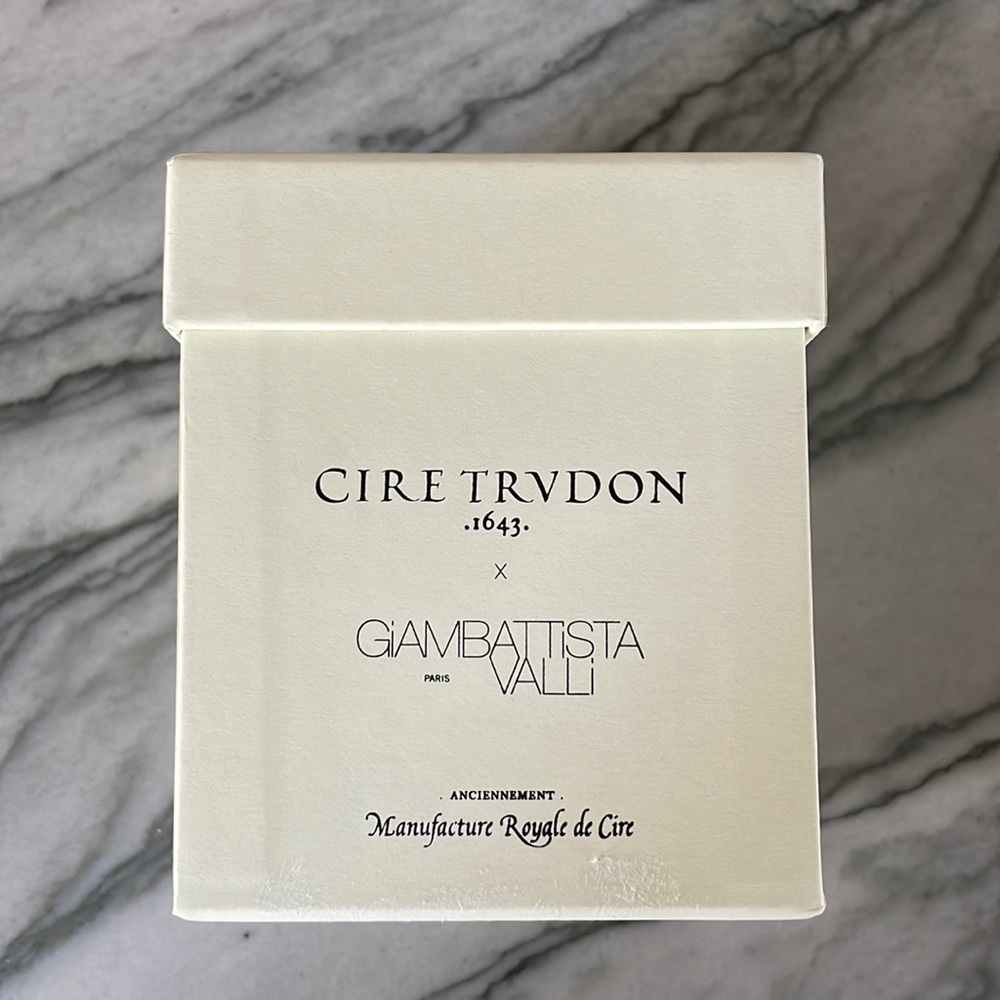 CIRE TRVDON
.1643.
X
GiAMBATTiSTA
PARIS VALLi
. ANCIENNEMENT .
Manufacture Royale de Cire